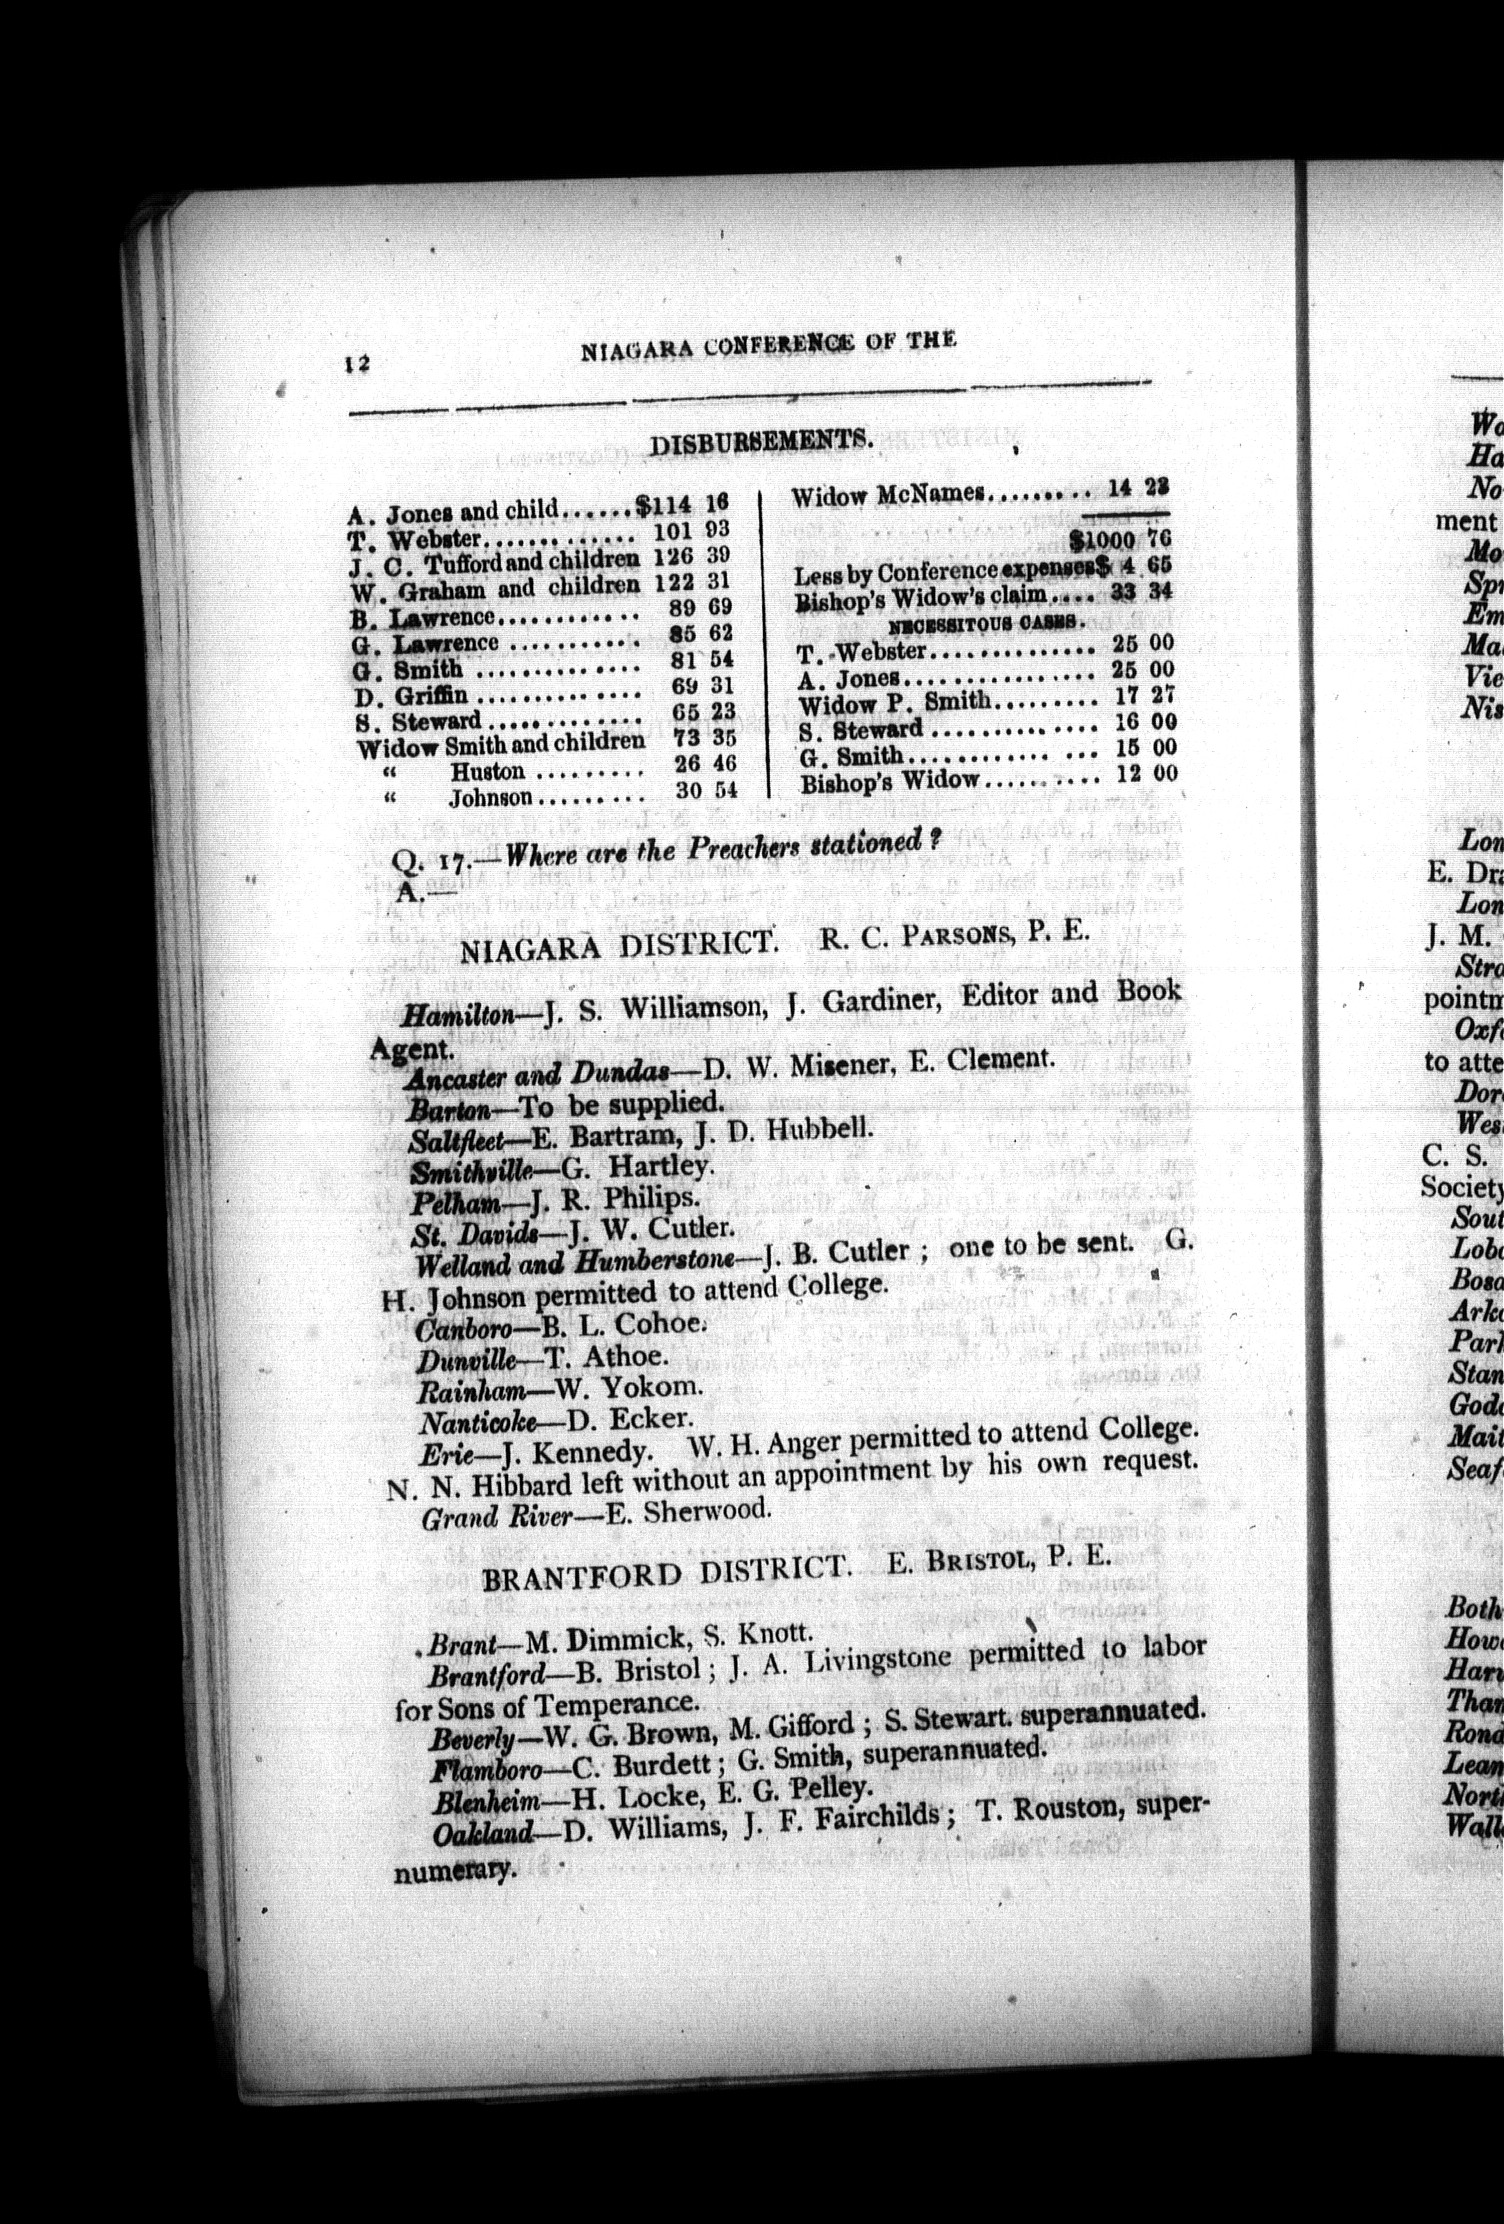 12
NIAGARA CONFERENCE OF THE
DISBURSEMENTS.
A. Jones and child......$114 16
T. Webster............. 101 93
J. C. Tufford and children 126 39
W. Graham and children 122 31
B. Lawrence............ 89 69
G. Lawrence ........... 85 62
G. Smith .............. 81 54
D. Griffin .............. 69 31
S. Steward ............. 65 23
Widow Smith and children 73 35
“ Huston ......... 26 46
“ Johnson......... 30 54
Widow McNames......... 14 23
$1000 76
Less by Conference expenses$ 4 65
Bishop's Widow's claim.... 33 34
NECESSITOUS CASES.
T. Webster.............. 25 00
A. Jones................ 25 00
Widow P. Smith......... 17 27
S. Steward .............. 16 00
G. Smith............ ... 15 00
Bishop's Widow.......... 12 00
Q. 17.—Where are the Preachers stationed?
A.—
NIAGARA DISTRICT. R. C. PARSONS, P. E.
Hamilton—J. S. Williamson, J. Gardiner, Editor and Book
Agent.
Ancaster and Dundas—D. W. Misener, E. Clement.
Barton—To be supplied.
Saltfleet—E. Bartram, J. D. Hubbell.
Smithville—G. Hartley.
Pelham—J. R. Philips.
St. Davids—J. W. Cutler.
Welland and Humberstone—J. B. Cutler; one to be sent. G.
H. Johnson permitted to attend College.
Canboro—B. L. Cohoe.
Dunville—T. Athoe.
Rainham—W. Yokom.
Nanticoke—D. Ecker.
Erie—J. Kennedy. W. H. Anger permitted to attend College.
N. N. Hibbard left without an appointment by his own request.
Grand River—E. Sherwood.
BRANTFORD DISTRICT. E. BRISTOL, P. E.
Brant—M. Dimmick, S. Knott.
Brantford—B. Bristol; J. A. Livingstone permitted to labor
for Sons of Temperance.
Beverly—W. G. Brown, M. Gifford; S. Stewart. superannuated.
Flamboro—C. Burdett; G. Smith, superannuated.
Blenheim—H. Locke, E. G. Pelley.
Oakland—D. Williams, J. F. Fairchilds; T. Rouston, super-
numerary.
ment
E. Dra
J. M.
pointm
to atte
C. S.
Society